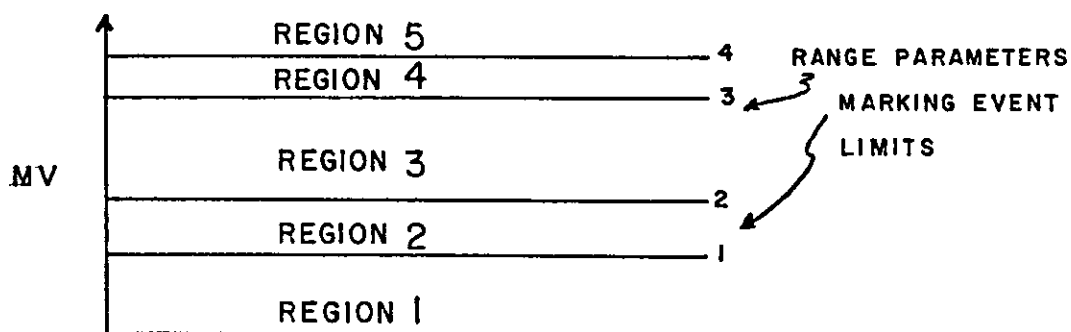 REGION 5
4
RANGE PARAMETERS
REGION 4
3
MARKING EVENT
LIMITS
MV
REGION 3
2
REGION 2
1
REGION 1